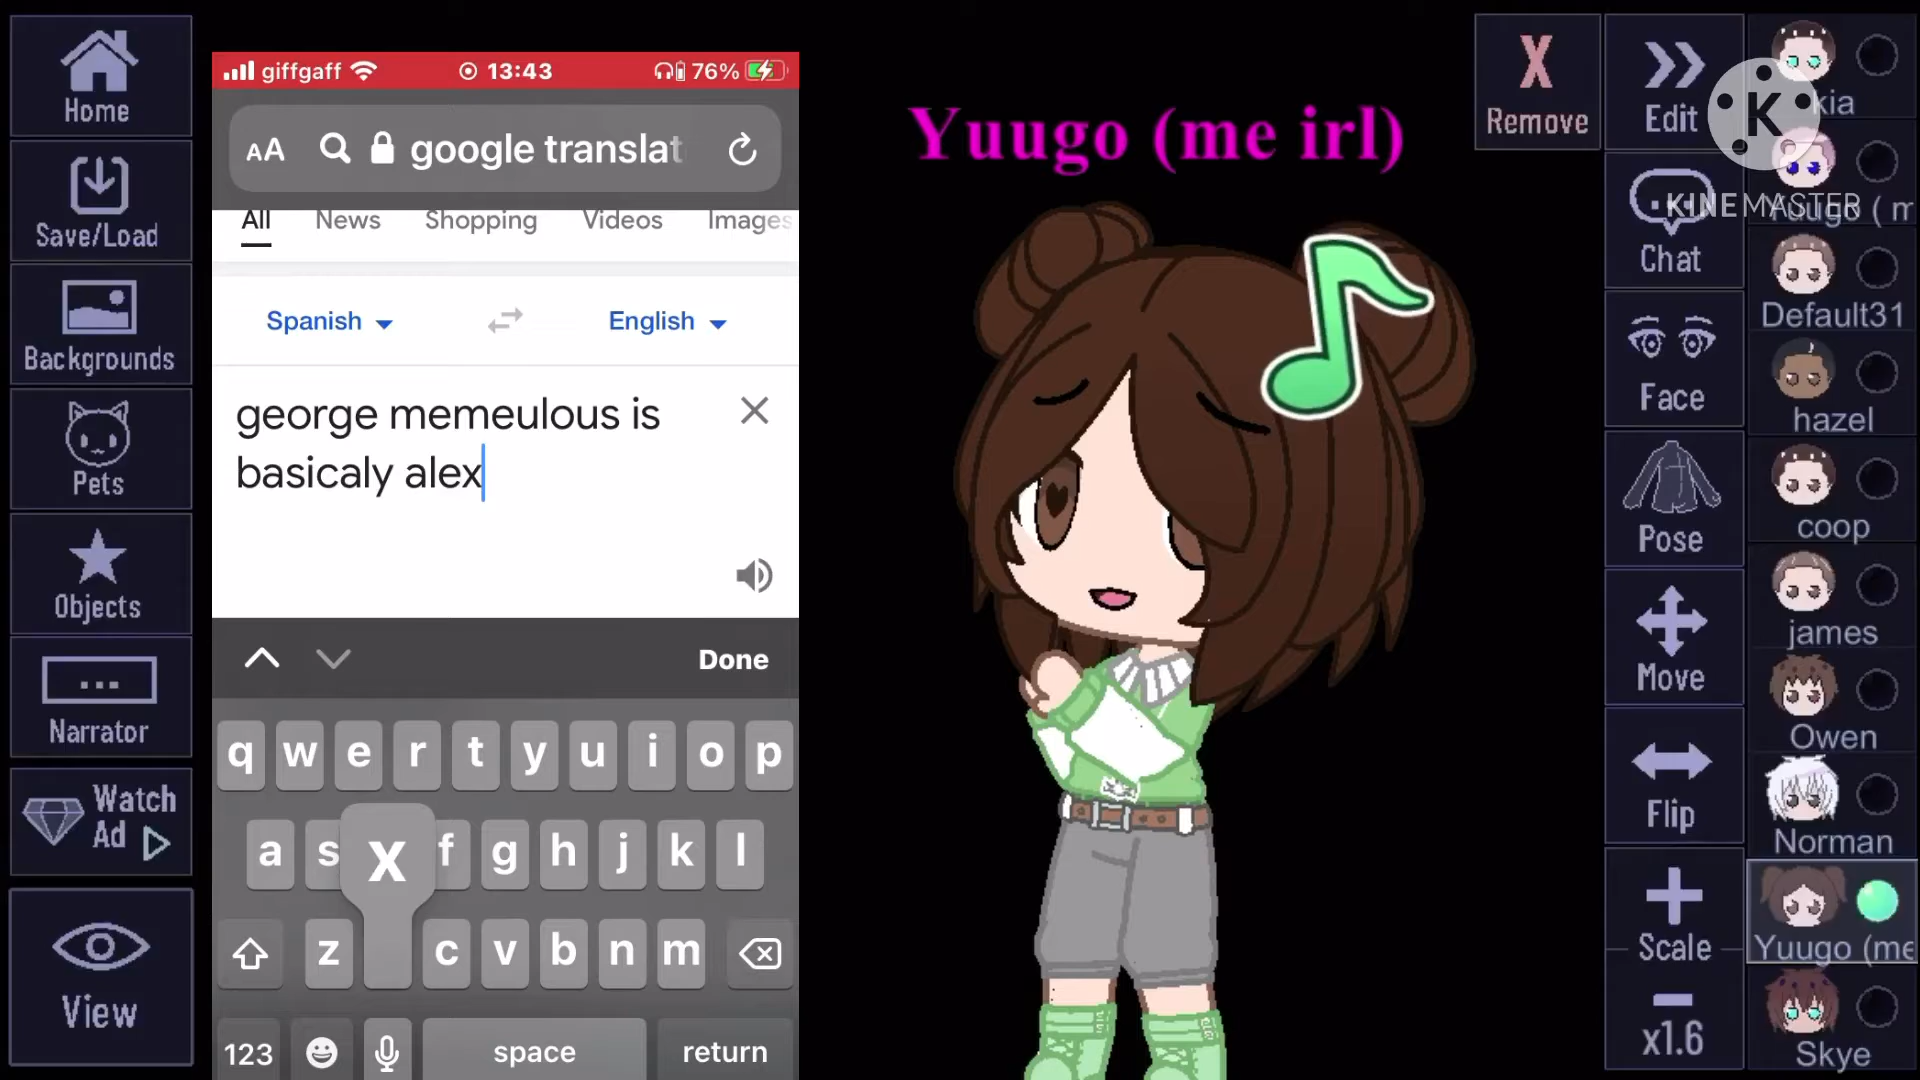 Home
Save/Load
Backgrounds
Pets
Objects
Narrator
Watch
Ad
View
giffgaff
13:43
76%
AA
google translat
All
News
Shopping
Videos
Images
Spanish
English
george memeulous is
basicaly alex
Done
q w e r t y u i o p
a s x f g h j k l
z c v b n m
123
space
return
Yuugo (me irl)
X
Remove
Edit
Chat
Face
Pose
Move
Flip
Scale
x1.6
K
KINEMASTER
kia
Yuugo ( m
Default31
hazel
coop
james
Owen
Norman
Yuugo (me
Skye